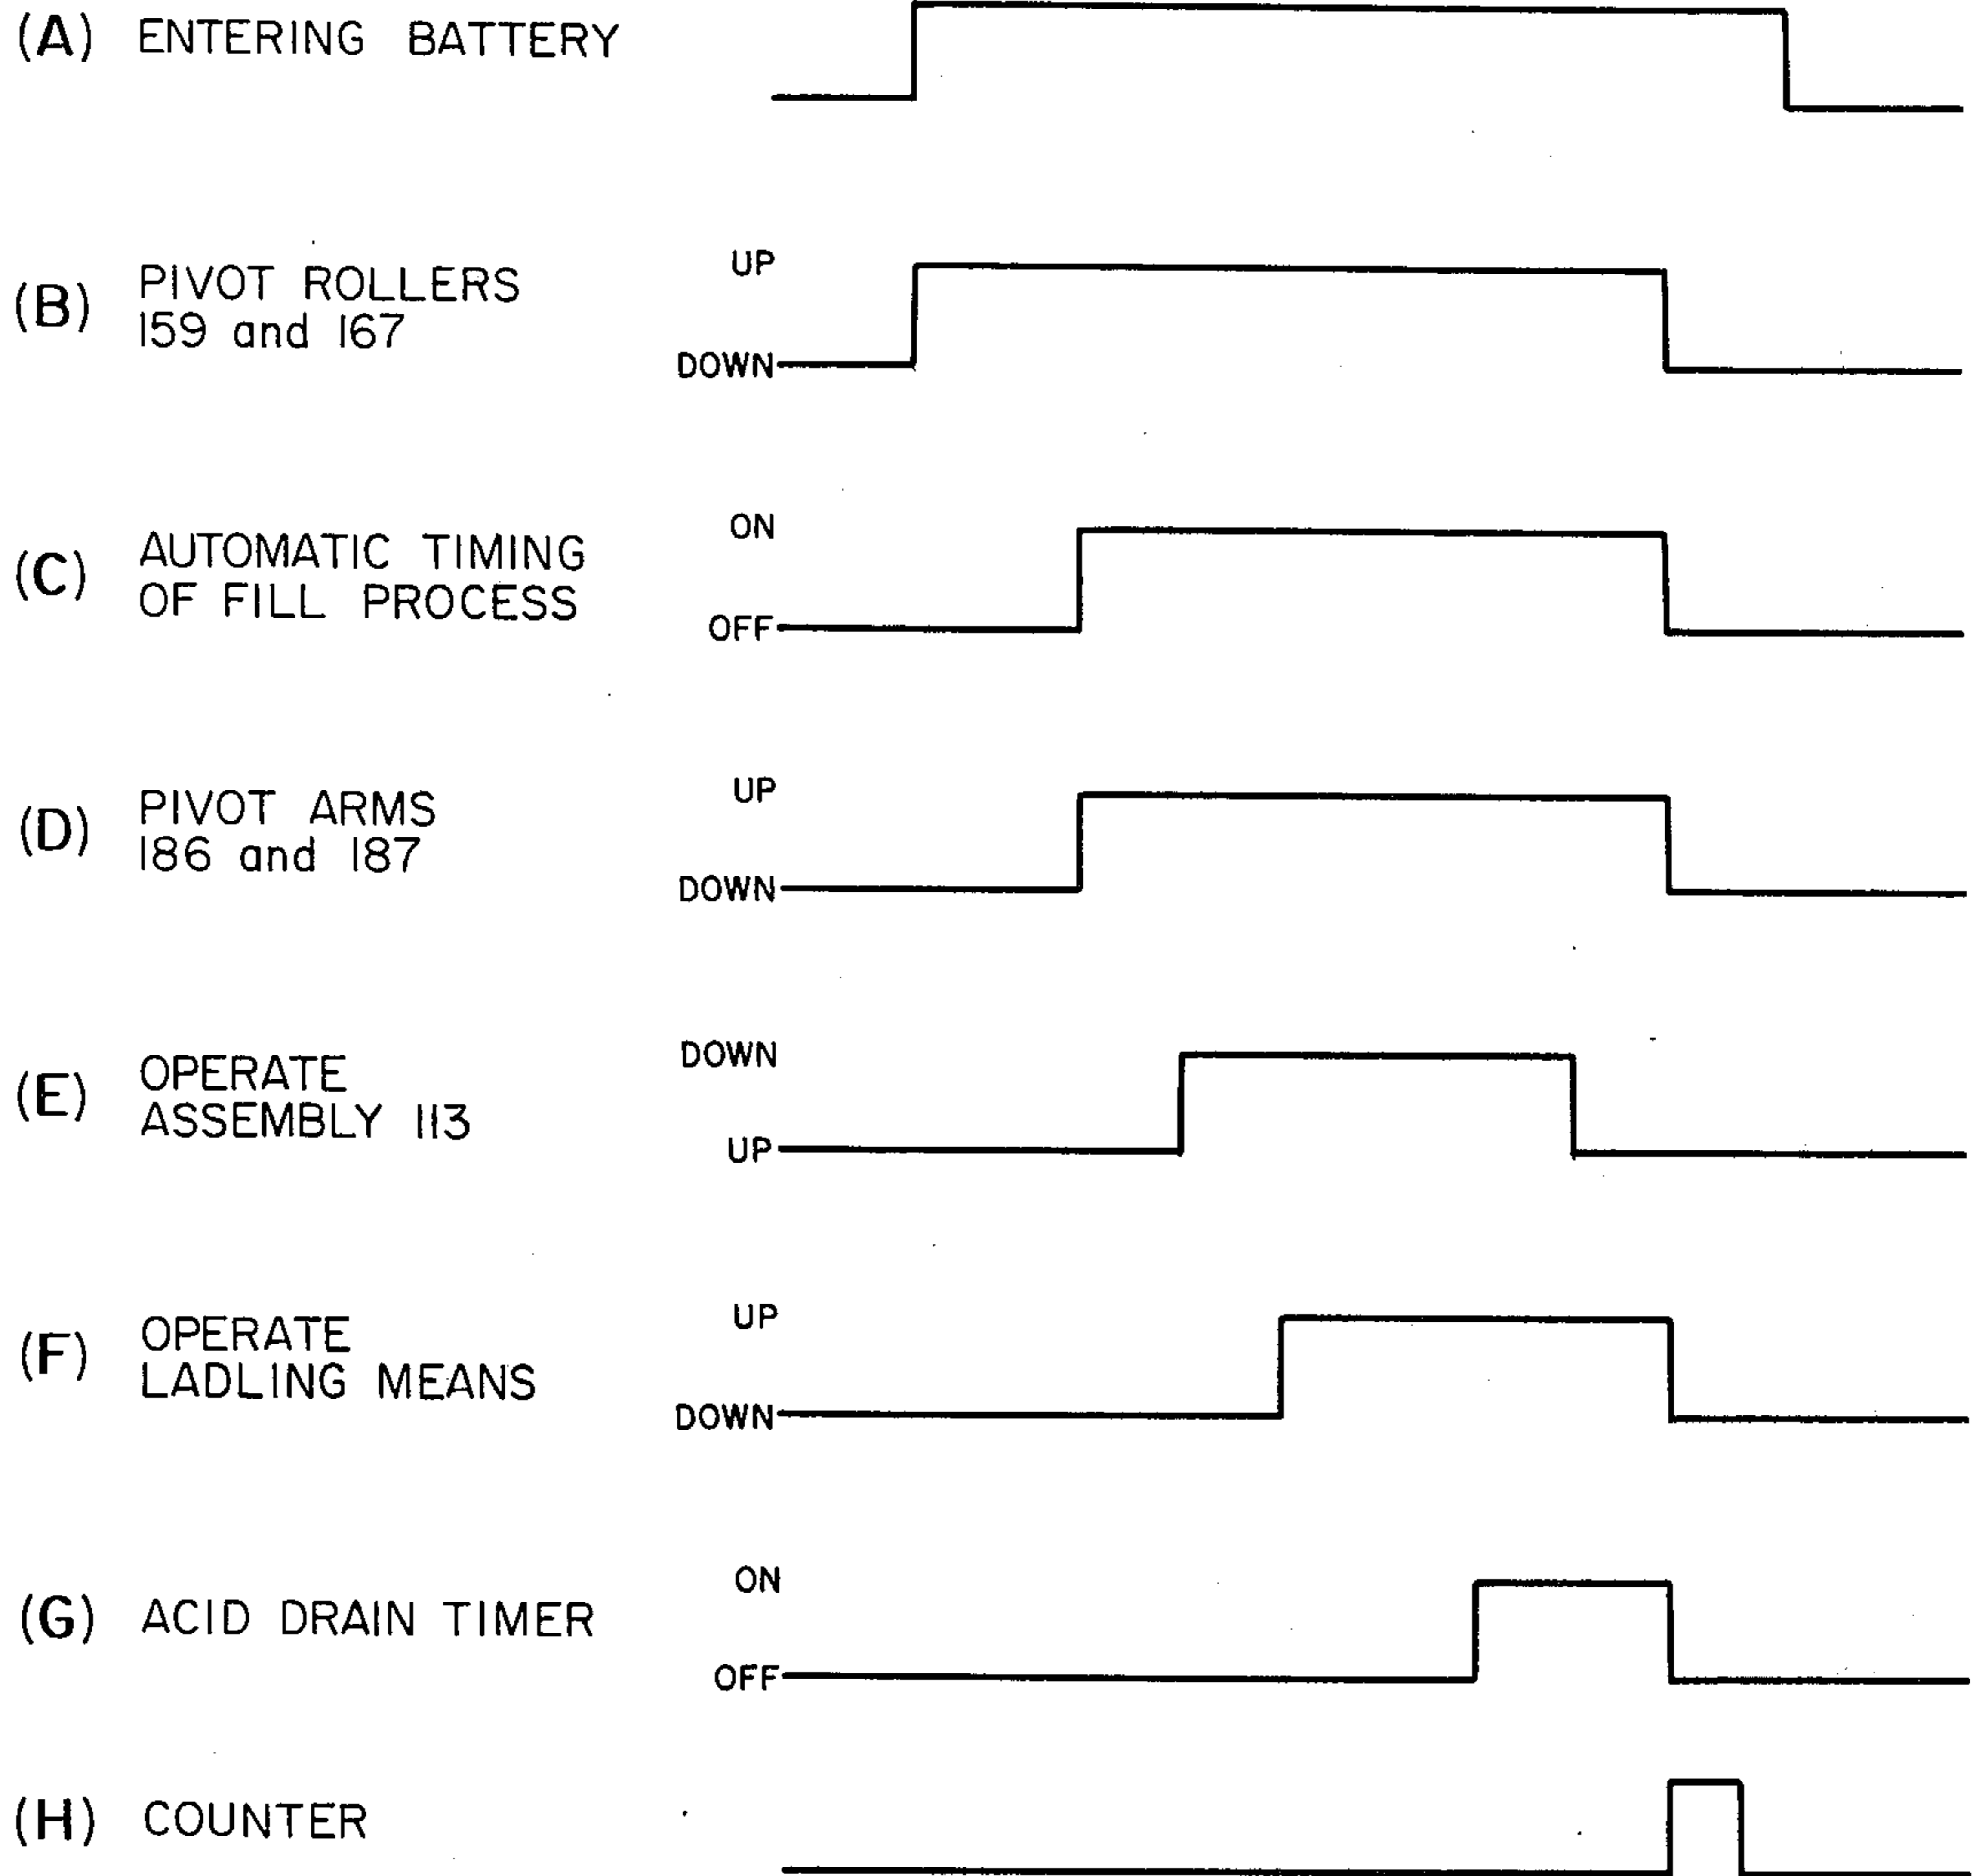 (A) ENTERING BATTERY
(B) PIVOT ROLLERS
159 and 167
UP
DOWN
(C) AUTOMATIC TIMING
OF FILL PROCESS
ON
OFF
(D) PIVOT ARMS
186 and 187
UP
DOWN
(E) OPERATE
ASSEMBLY 113
DOWN
UP
(F) OPERATE
LADLING MEANS
UP
DOWN
(G) ACID DRAIN TIMER
ON
OFF
(H) COUNTER